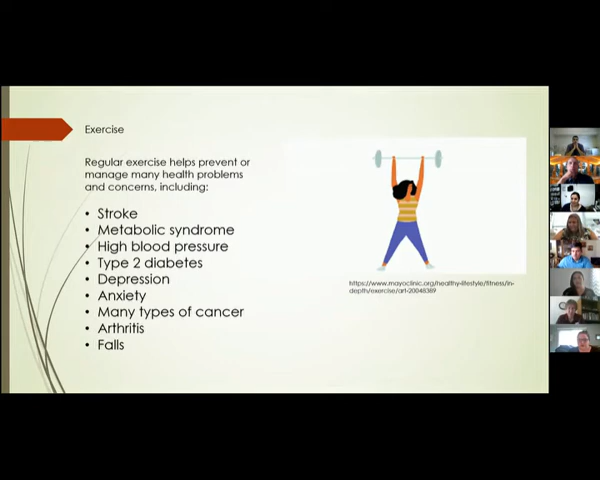 Exercise
Regular exercise helps prevent or
manage many health problems
and concerns, including:
• Stroke
• Metabolic syndrome
• High blood pressure
• Type 2 diabetes
• Depression
• Anxiety
• Many types of cancer
• Arthritis
• Falls
https://www.mayoclinic.org/healthy-lifestyle/fitness/in-
depth/exercise/art-20048389